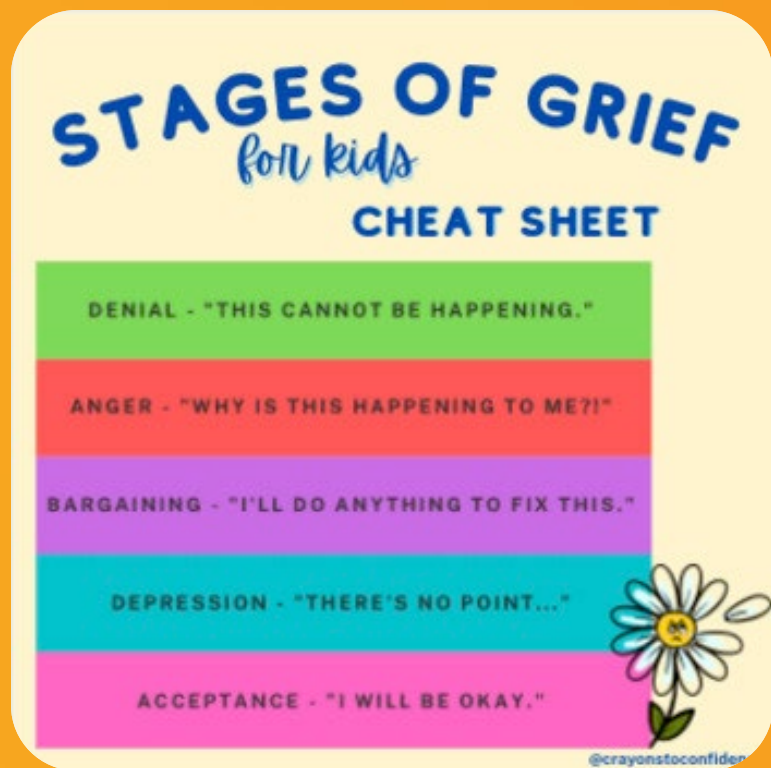 STAGES OF GRIEF
for kids
CHEAT SHEET
DENIAL - "THIS CANNOT BE HAPPENING."
ANGER - "WHY IS THIS HAPPENING TO ME?!"
BARGAINING - "I'LL DO ANYTHING TO FIX THIS."
DEPRESSION - "THERE'S NO POINT..."
ACCEPTANCE - "I WILL BE OKAY."